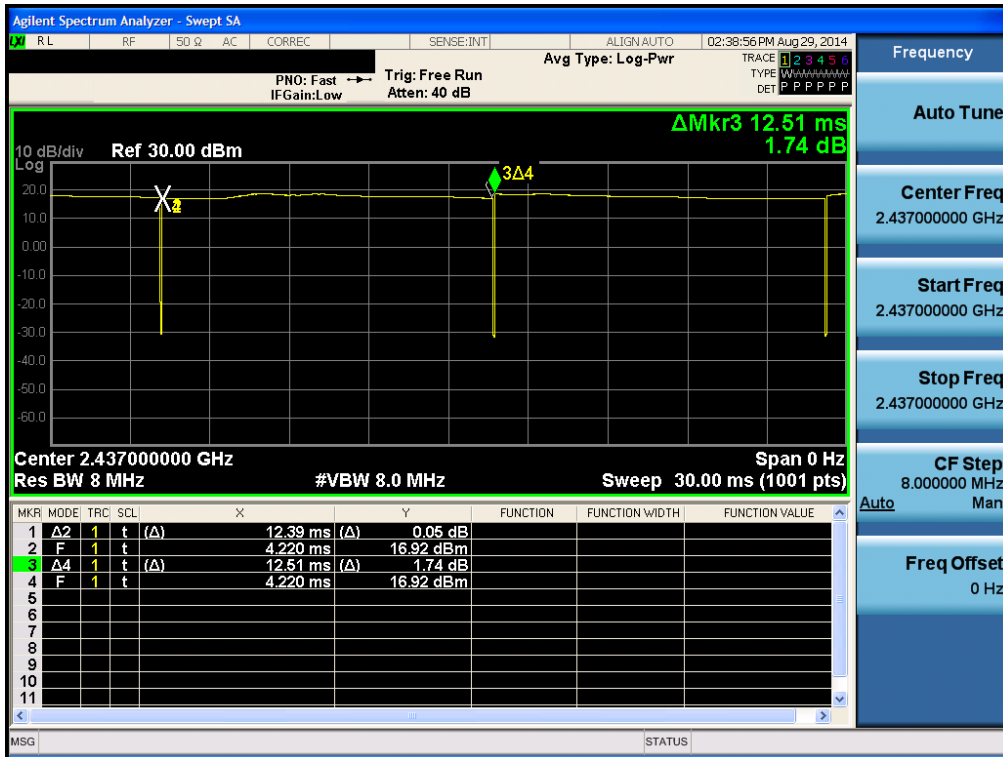 Agilent Spectrum Analyzer - Swept SA
LXI RL RF 50 Ω AC CORREC SENSE:INT ALIGN AUTO 02:38:56 PM Aug 29, 2014
Avg Type: Log-Pwr
TRACE 1 2 3 4 5 6
TYPE WWWWWW
DET P P P P P P
PNO: Fast
IFGain:Low
Trig: Free Run
Atten: 40 dB
ΔMkr3 12.51 ms
1.74 dB
10 dB/div Ref 30.00 dBm
Log
20.0
10.0
0.00
-10.0
-20.0
-30.0
-40.0
-50.0
-60.0
3Δ4
Center 2.437000000 GHz
Span 0 Hz
Res BW 8 MHz #VBW 8.0 MHz Sweep 30.00 ms (1001 pts)
MKR MODE TRC SCL X Y FUNCTION FUNCTION WIDTH FUNCTION VALUE
1 Δ2 1 t (Δ) 12.39 ms (Δ) 0.05 dB
2 F 1 t 4.220 ms 16.92 dBm
3 Δ4 1 t (Δ) 12.51 ms (Δ) 1.74 dB
4 F 1 t 4.220 ms 16.92 dBm
5
6
7
8
9
10
11
MSG STATUS
Frequency
Auto Tune
Center Freq
2.437000000 GHz
Start Freq
2.437000000 GHz
Stop Freq
2.437000000 GHz
CF Step
8.000000 MHz
Auto Man
Freq Offset
0 Hz